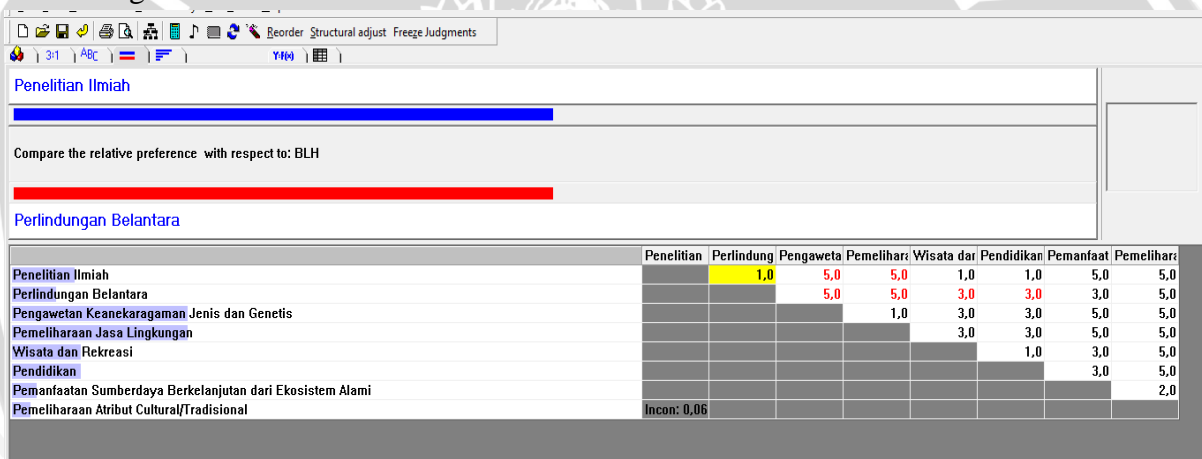 Reorder Structural adjust Freeze Judgments
3:1 ABC Y:F(x)
Penelitian Ilmiah
Compare the relative preference with respect to: BLH
Perlindungan Belantara
Penelitian Perlindung Pengaweta Pemelihara Wisata dar Pendidikan Pemanfaat Pemelihara
Penelitian Ilmiah 1,0 5,0 5,0 1,0 1,0 5,0 5,0
Perlindungan Belantara 5,0 5,0 3,0 3,0 3,0 5,0
Pengawetan Keanekaragaman Jenis dan Genetis 1,0 3,0 3,0 5,0 5,0
Pemeliharaan Jasa Lingkungan 3,0 3,0 5,0 5,0
Wisata dan Rekreasi 1,0 3,0 5,0
Pendidikan 3,0 5,0
Pemanfaatan Sumberdaya Berkelanjutan dari Ekosistem Alami 2,0
Pemeliharaan Atribut Cultural/Tradisional Incon: 0,06